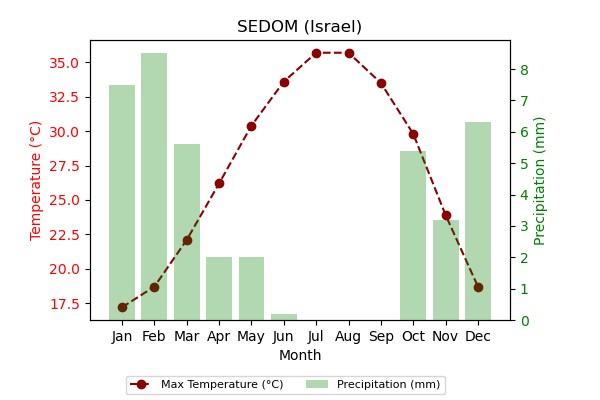 SEDOM (Israel)
35.0
32.5
30.0
27.5
25.0
22.5
20.0
17.5
Temperature (°C)
8
7
6
5
4
3
2
1
0
Precipitation (mm)
Jan Feb Mar Apr May Jun Jul Aug Sep Oct Nov Dec
Month
Max Temperature (°C) Precipitation (mm)